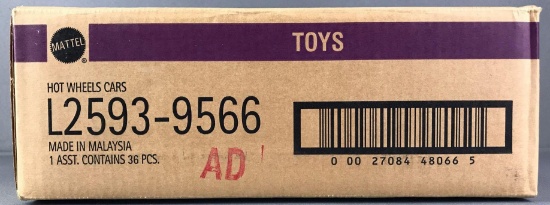 MATTEL
®
TOYS
HOT WHEELS CARS
L2593-9566
MADE IN MALAYSIA
1 ASST. CONTAINS 36 PCS.
AD
0 00 27084 48066 5